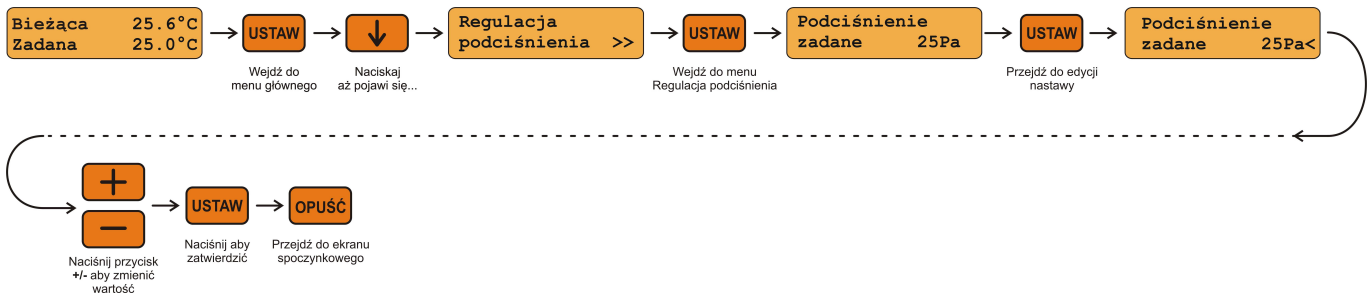 Bieżąca 25.6°C
Zadana 25.0°C
USTAW
Wejdź do
menu głównego
Naciskaj
aż pojawi się...
Regulacja
podciśnienia >>
USTAW
Wejdź do menu
Regulacja podciśnienia
Podciśnienie
zadane 25Pa
USTAW
Przejdź do edycji
nastawy
Podciśnienie
zadane 25Pa<
+
−
Naciśnij przycisk
+/- aby zmienić
wartość
USTAW
Naciśnij aby
zatwierdzić
OPUŚĆ
Przejdź do ekranu
spoczynkowego